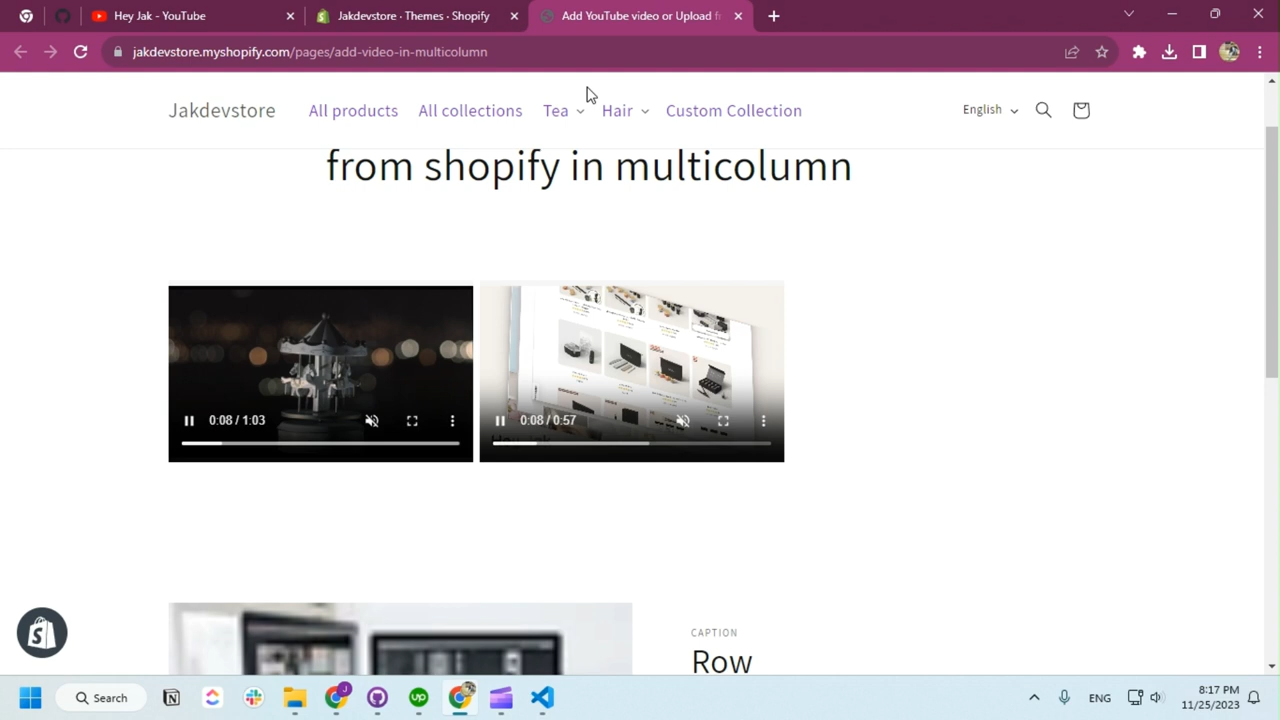 Hey Jak - YouTube
Jakdevstore · Themes · Shopify
Add YouTube video or Upload
jakdevstore.myshopify.com/pages/add-video-in-multicolumn
Jakdevstore
All products
All collections
Tea
Hair
Custom Collection
English
from shopify in multicolumn
0:08 / 1:03
0:08 / 0:57
CAPTION
Row
Search
up
ENG
8:17 PM
11/25/2023